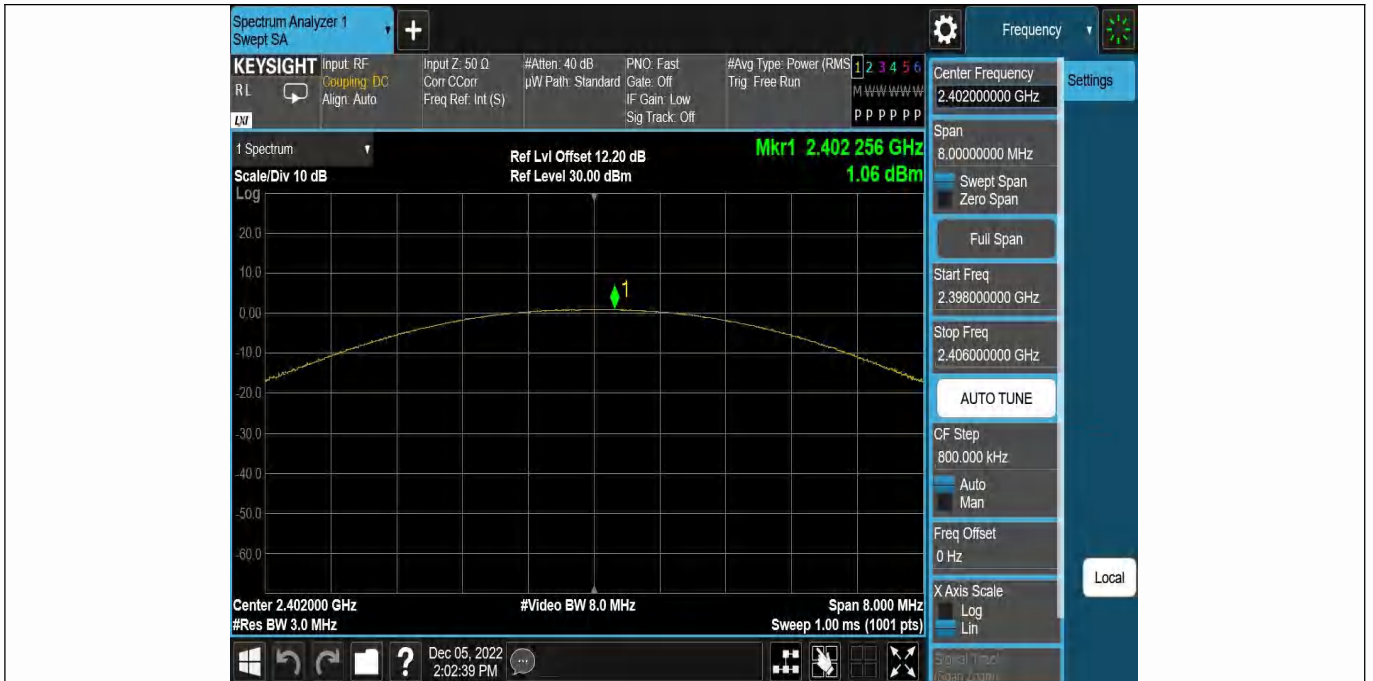 Spectrum Analyzer 1
Swept SA
Frequency
KEYSIGHT
RL
LXI
Input: RF
Coupling: DC
Align: Auto
Input Z: 50 Ω
Corr CCorr
Freq Ref: Int (S)
#Atten: 40 dB
µW Path: Standard
PNO: Fast
Gate: Off
IF Gain: Low
Sig Track: Off
#Avg Type: Power (RMS
Trig: Free Run
1 2 3 4 5 6
M W W W W W
P P P P P P
Center Frequency
2.402000000 GHz
Settings
Span
8.00000000 MHz
Swept Span
Zero Span
Full Span
Start Freq
2.398000000 GHz
Stop Freq
2.406000000 GHz
AUTO TUNE
CF Step
800.000 kHz
Auto
Man
Freq Offset
0 Hz
X Axis Scale
Log
Lin
Signal Track
(Span Zoom)
Local
1 Spectrum
Scale/Div 10 dB
Ref Lvl Offset 12.20 dB
Ref Level 30.00 dBm
Mkr1 2.402 256 GHz
1.06 dBm
Log
20.0
10.0
0.00
-10.0
-20.0
-30.0
-40.0
-50.0
-60.0
1
Center 2.402000 GHz
#Video BW 8.0 MHz
Span 8.000 MHz
#Res BW 3.0 MHz
Sweep 1.00 ms (1001 pts)
?
Dec 05, 2022
2:02:39 PM